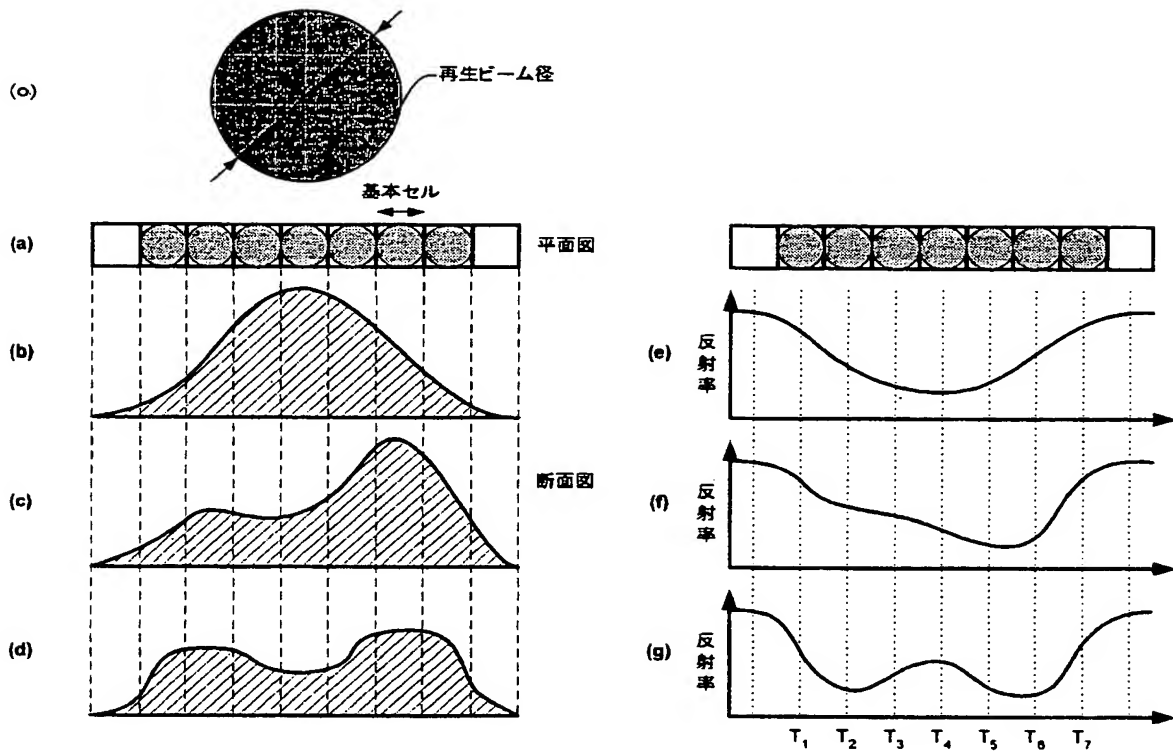 (o)
再生ビーム径
基本セル
(a)
平面図
(b)
(c)
断面図
(d)
(e)
反射率
(f)
反射率
(g)
反射率
T1 T2 T3 T4 T5 T6 T7